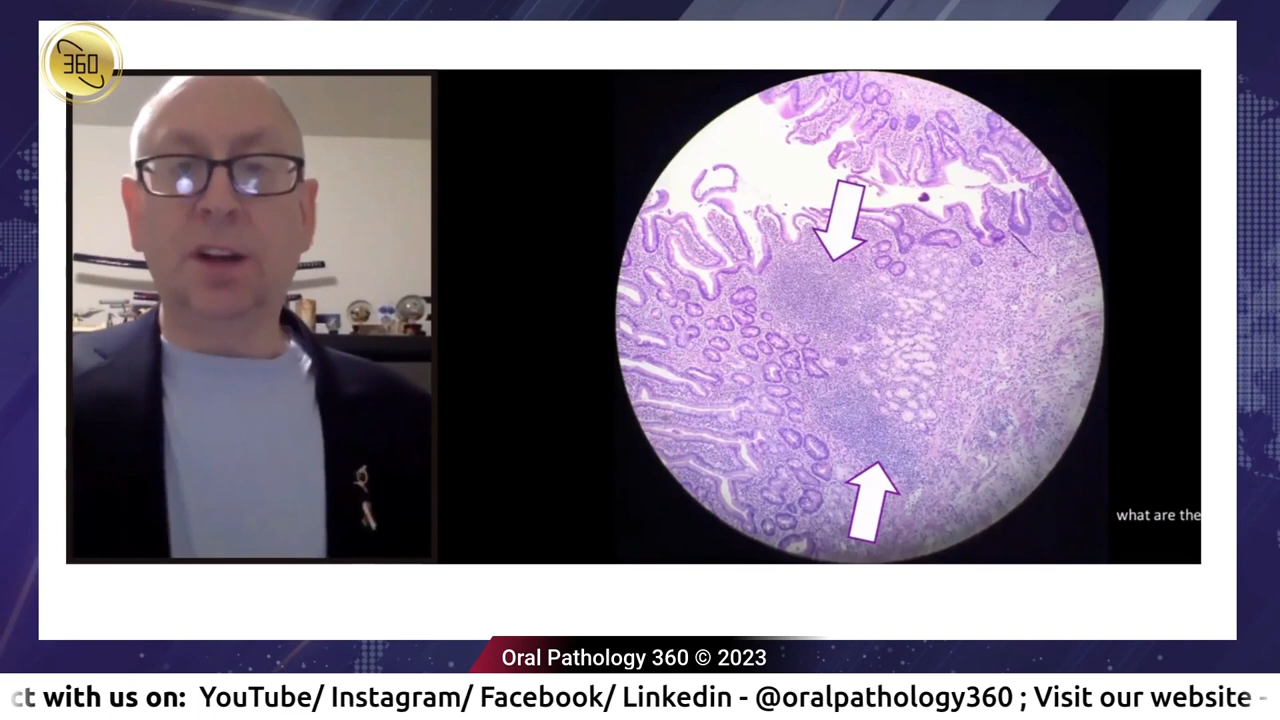 360
what are the
Oral Pathology 360 © 2023
ct with us on: YouTube/ Instagram/ Facebook/ Linkedin - @oralpathology360 ; Visit our website -